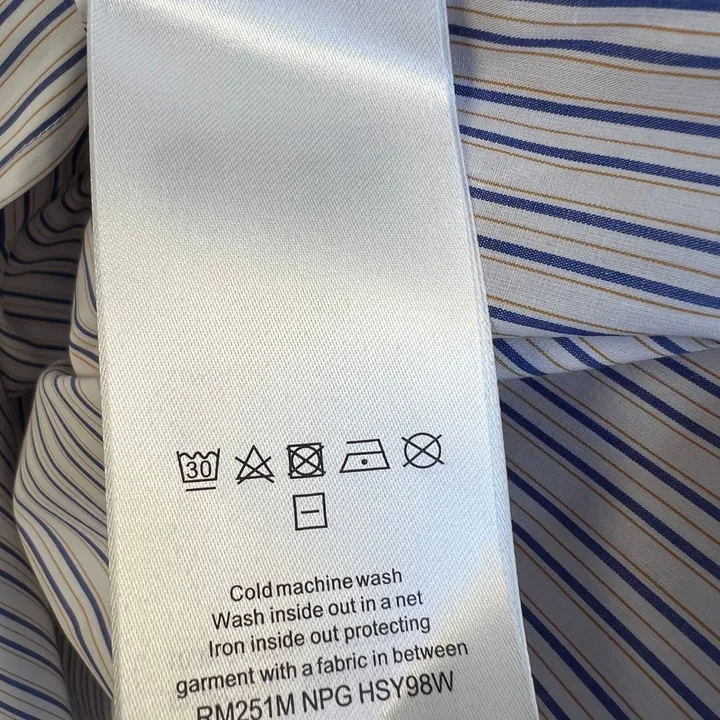 30
Cold machine wash
Wash inside out in a net
Iron inside out protecting
garment with a fabric in between
RM251M NPG HSY98W